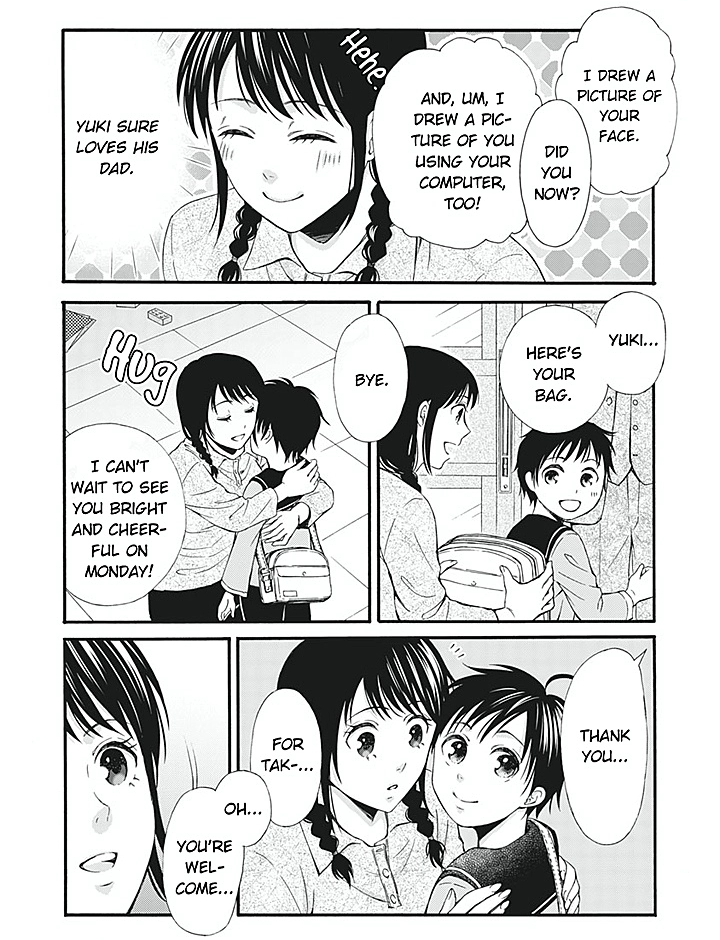 I DREW A
PICTURE OF
YOUR
FACE.
DID
YOU
NOW?
AND, UM, I
DREW A PIC-
TURE OF YOU
USING YOUR
COMPUTER,
TOO!
Hehe.
YUKI SURE
LOVES HIS
DAD.
YUKI...
HERE'S
YOUR
BAG.
BYE.
Hug
I CAN'T
WAIT TO SEE
YOU BRIGHT
AND CHEER-
FUL ON
MONDAY!
THANK
YOU...
FOR
TAK-...
OH...
YOU'RE
WEL-
COME...